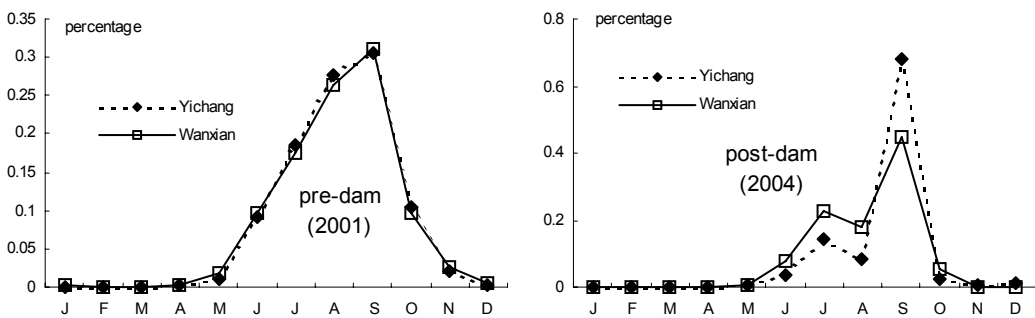 percentage
0.35
0.3
0.25
0.2
0.15
0.1
0.05
0
Yichang
Wanxian
pre-dam
(2001)
J F M A M J J A S O N D
percentage
0.8
0.6
0.4
0.2
0
Yichang
Wanxian
post-dam
(2004)
J F M A M J J A S O N D